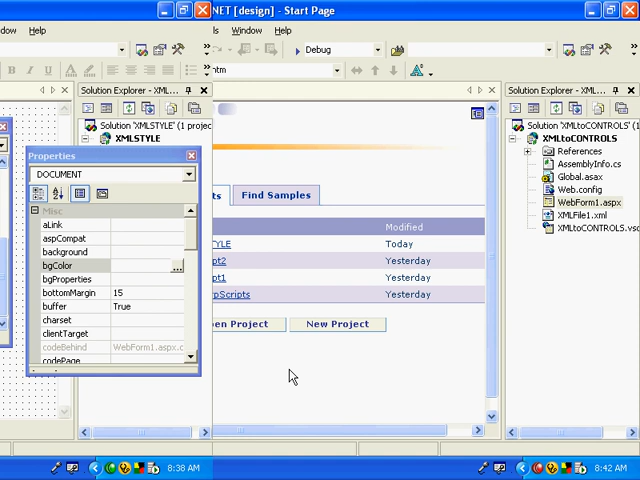 NET [design] - Start Page
dow Help
ls Window Help
Debug
B I U
htm
Solution Explorer - XML...
Solution 'XMLSTYLE' (1 projec
XMLSTYLE
Properties
DOCUMENT
Misc
aLink
aspCompat
background
bgColor
bgProperties
bottomMargin 15
buffer True
charset
clientTarget
codeBehind WebForm1.aspx.c
codePage
8:38 AM
ts
Find Samples
Modified
TYLE Today
pt2 Yesterday
pt1 Yesterday
pScripts Yesterday
pen Project
New Project
Solution Explorer - XML...
Solution 'XMLtoCONTROLS' (1
XMLtoCONTROLS
References
AssemblyInfo.cs
Global.asax
Web.config
WebForm1.aspx
XMLFile1.xml
XMLtoCONTROLS.vsd
8:42 AM